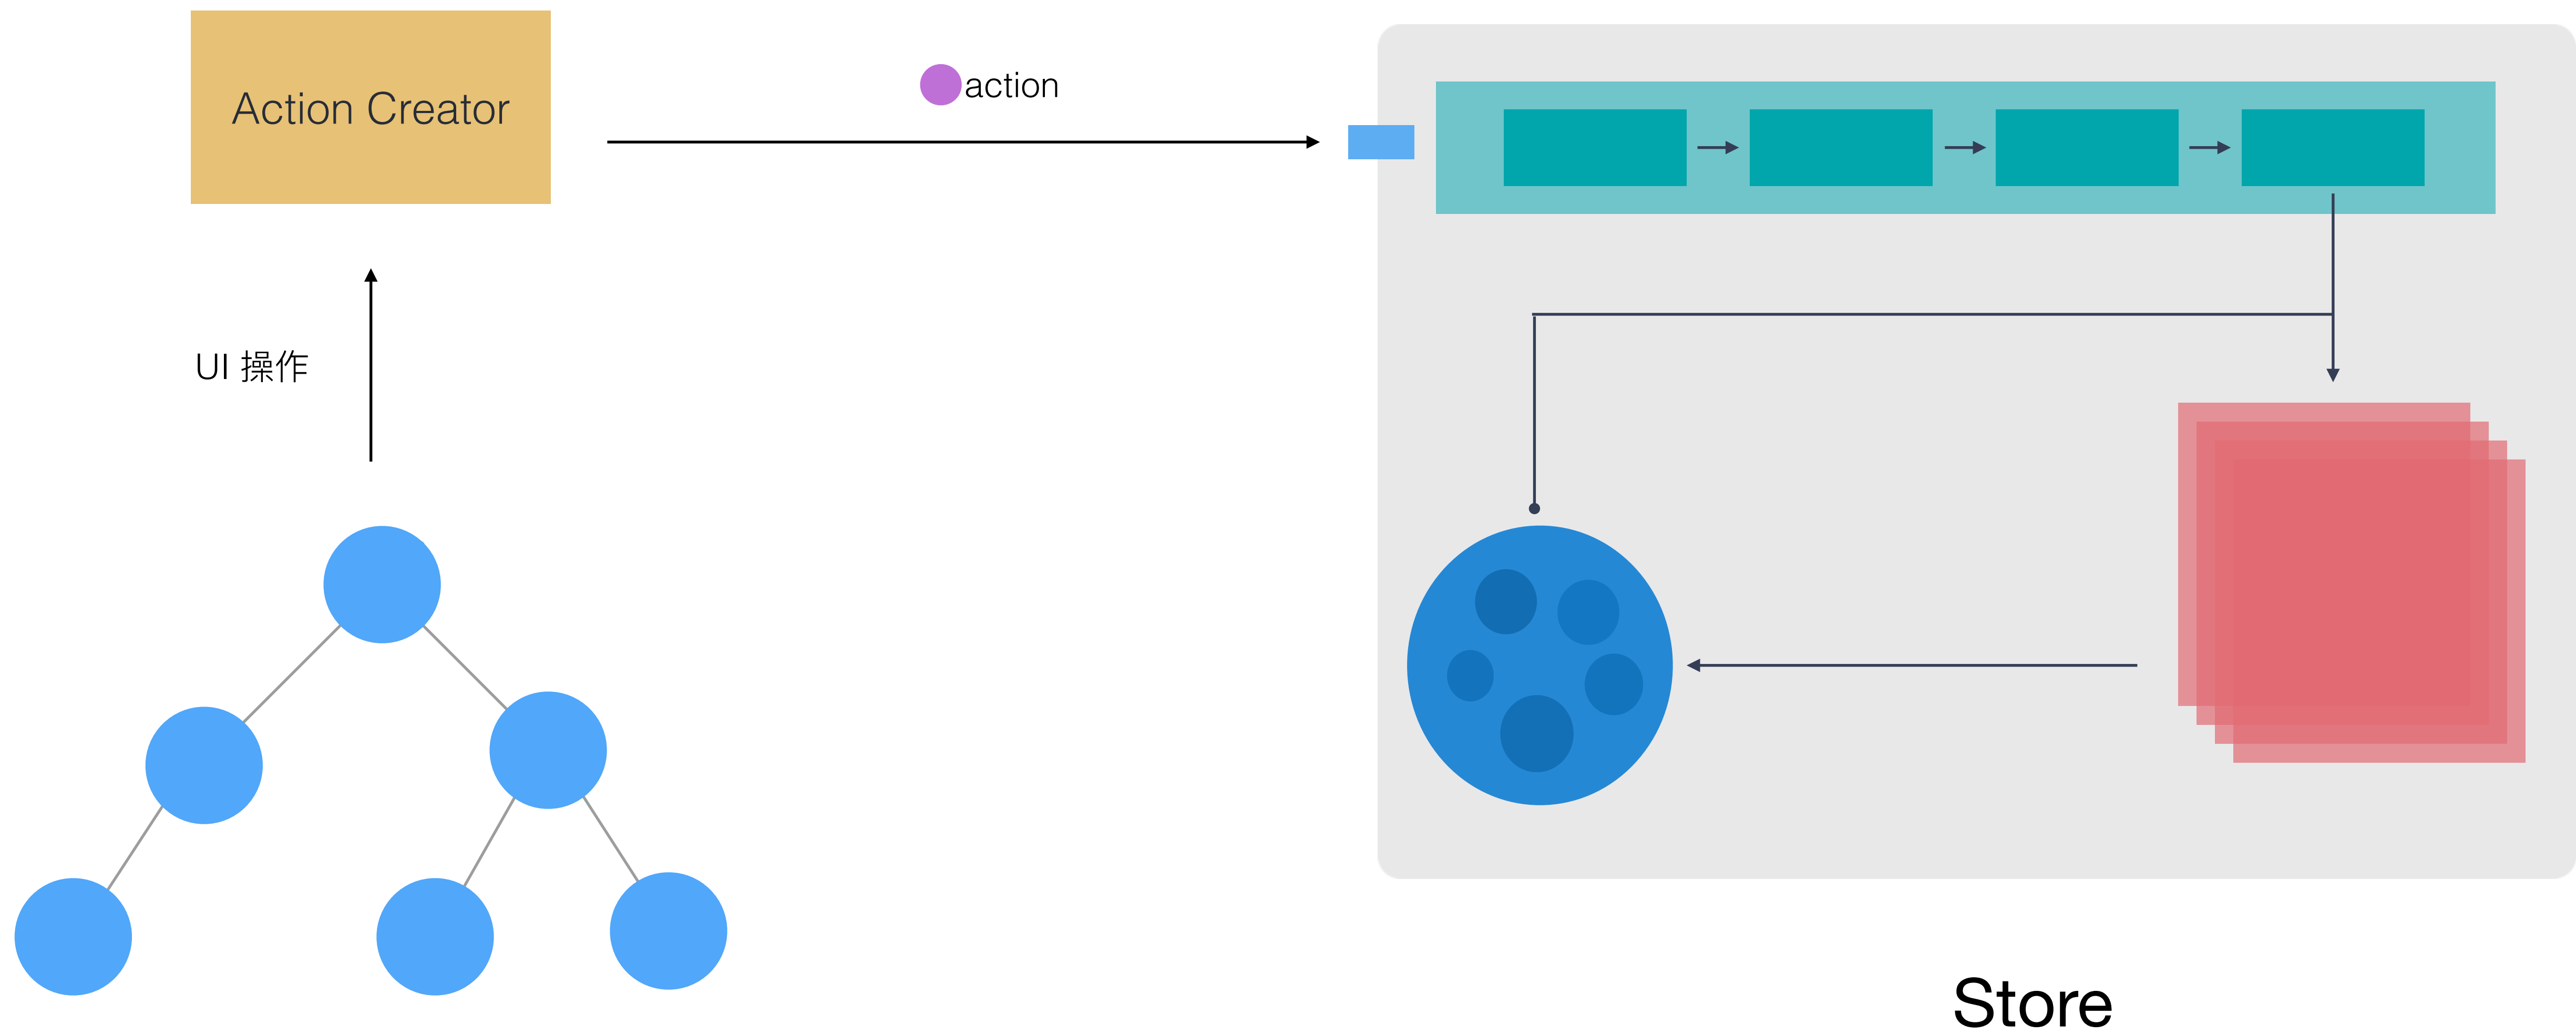 Action Creator
action
UI 操作
Store